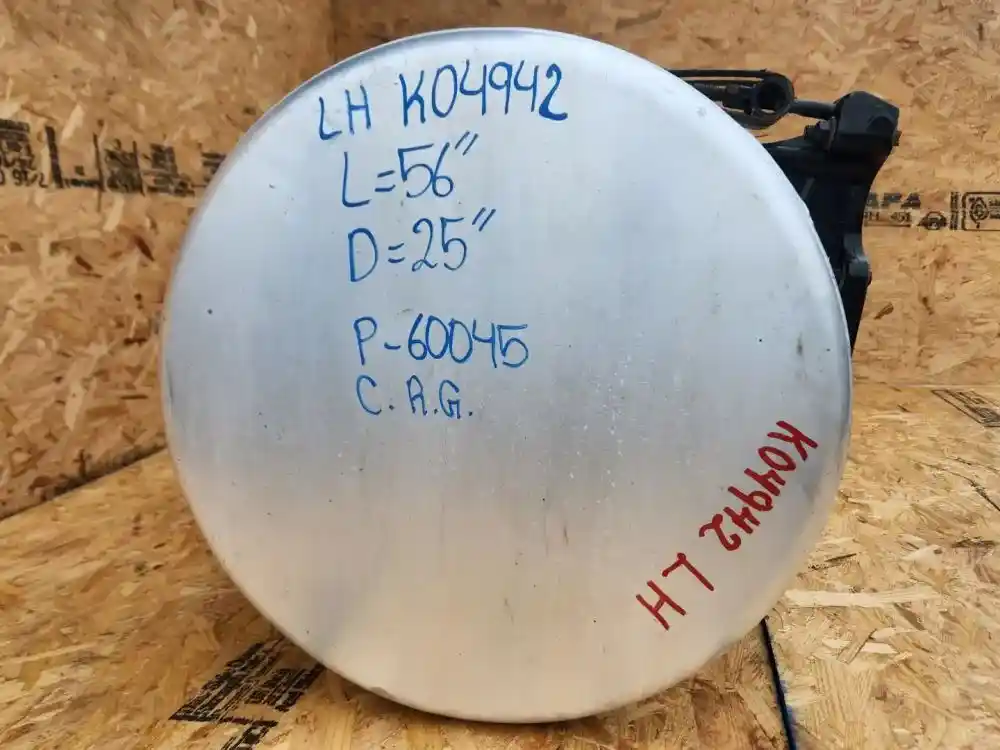 LH K04942
L=56"
D=25"
P-60045
C.A.G.
K04942 LH